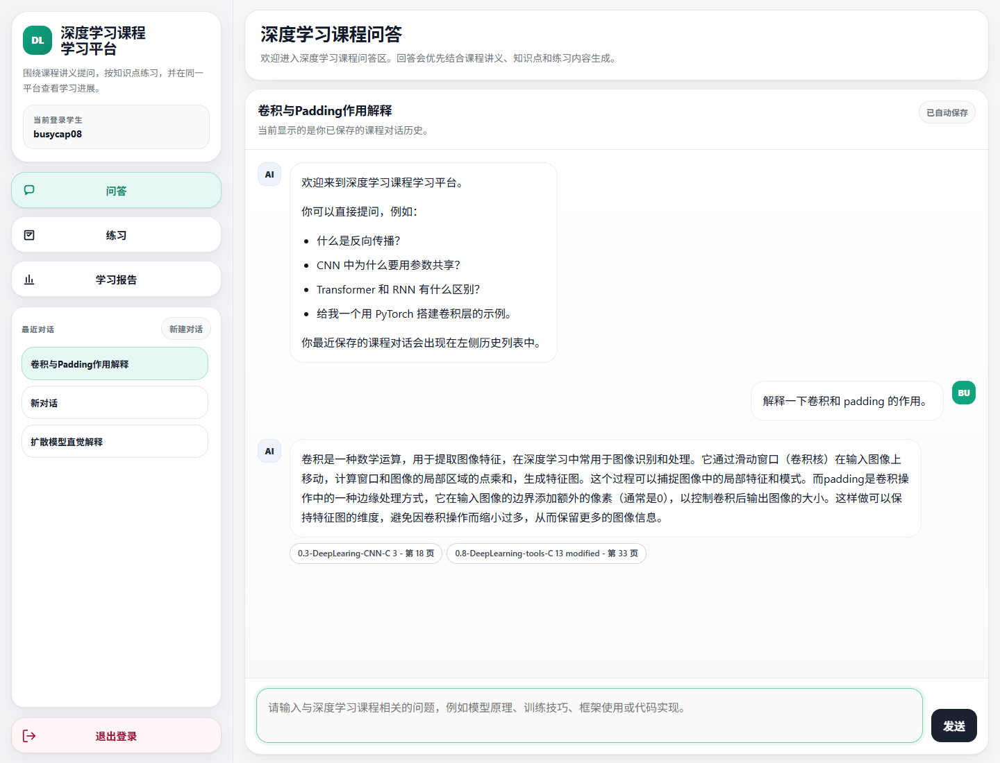 DL
深度学习课程
学习平台
围绕课程讲义提问，按知识点练习，并在同一
平台查看学习进展。
当前登录学生
busycap08
问答
练习
学习报告
最近对话
新建对话
卷积与Padding作用解释
新对话
扩散模型直觉解释
退出登录
深度学习课程问答
欢迎进入深度学习课程问答区。回答会优先结合课程讲义、知识点和练习内容生成。
卷积与Padding作用解释
当前显示的是你已保存的课程对话历史。
已自动保存
AI
欢迎来到深度学习课程学习平台。
你可以直接提问，例如：
什么是反向传播？
CNN 中为什么要用参数共享？
Transformer 和 RNN 有什么区别？
给我一个用 PyTorch 搭建卷积层的示例。
你最近保存的课程对话会出现在左侧历史列表中。
解释一下卷积和 padding 的作用。
BU
AI
卷积是一种数学运算，用于提取图像特征，在深度学习中常用于图像识别和处理。它通过滑动窗口（卷积核）在输入图像上
移动，计算窗口和图像的局部区域的点乘和，生成特征图。这个过程可以捕捉图像中的局部特征和模式。而padding是卷积操
作中的一种边缘处理方式，它在输入图像的边界添加额外的像素（通常是0），以控制卷积后输出图像的大小。这样做可以保
持特征图的维度，避免因卷积操作而缩小过多，从而保留更多的图像信息。
0.3-DeepLearing-CNN-C 3 - 第 18 页
0.8-DeepLearning-tools-C 13 modified - 第 33 页
请输入与深度学习课程相关的问题，例如模型原理、训练技巧、框架使用或代码实现。
发送